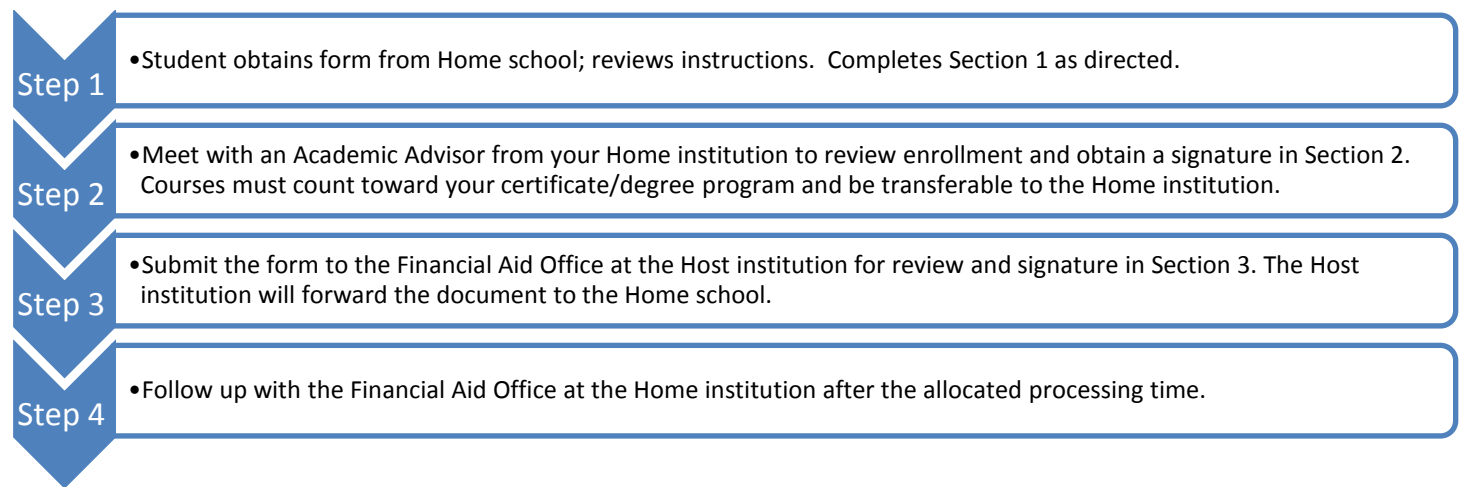 Step 1
•Student obtains form from Home school; reviews instructions.  Completes Section 1 as directed.
Step 2
•Meet with an Academic Advisor from your Home institution to review enrollment and obtain a signature in Section 2.
Courses must count toward your certificate/degree program and be transferable to the Home institution.
Step 3
•Submit the form to the Financial Aid Office at the Host institution for review and signature in Section 3. The Host
institution will forward the document to the Home school.
Step 4
•Follow up with the Financial Aid Office at the Home institution after the allocated processing time.